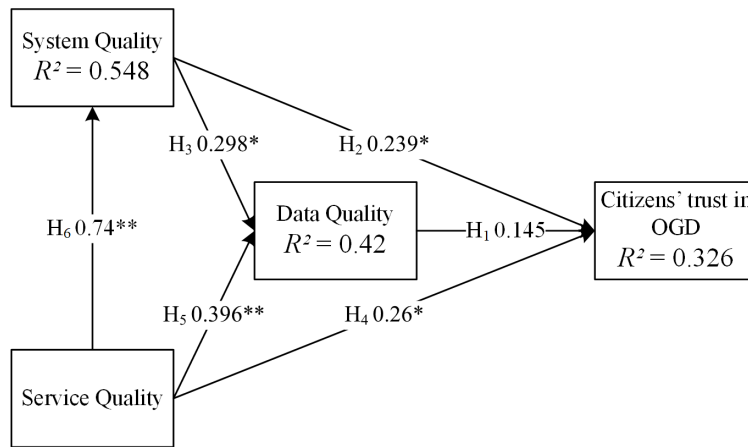 System Quality
R² = 0.548
H₃ 0.298*
H₂ 0.239*
H₆ 0.74**
Data Quality
R² = 0.42
H₁ 0.145
Citizens’ trust in
OGD
R² = 0.326
H₅ 0.396**
H₄ 0.26*
Service Quality